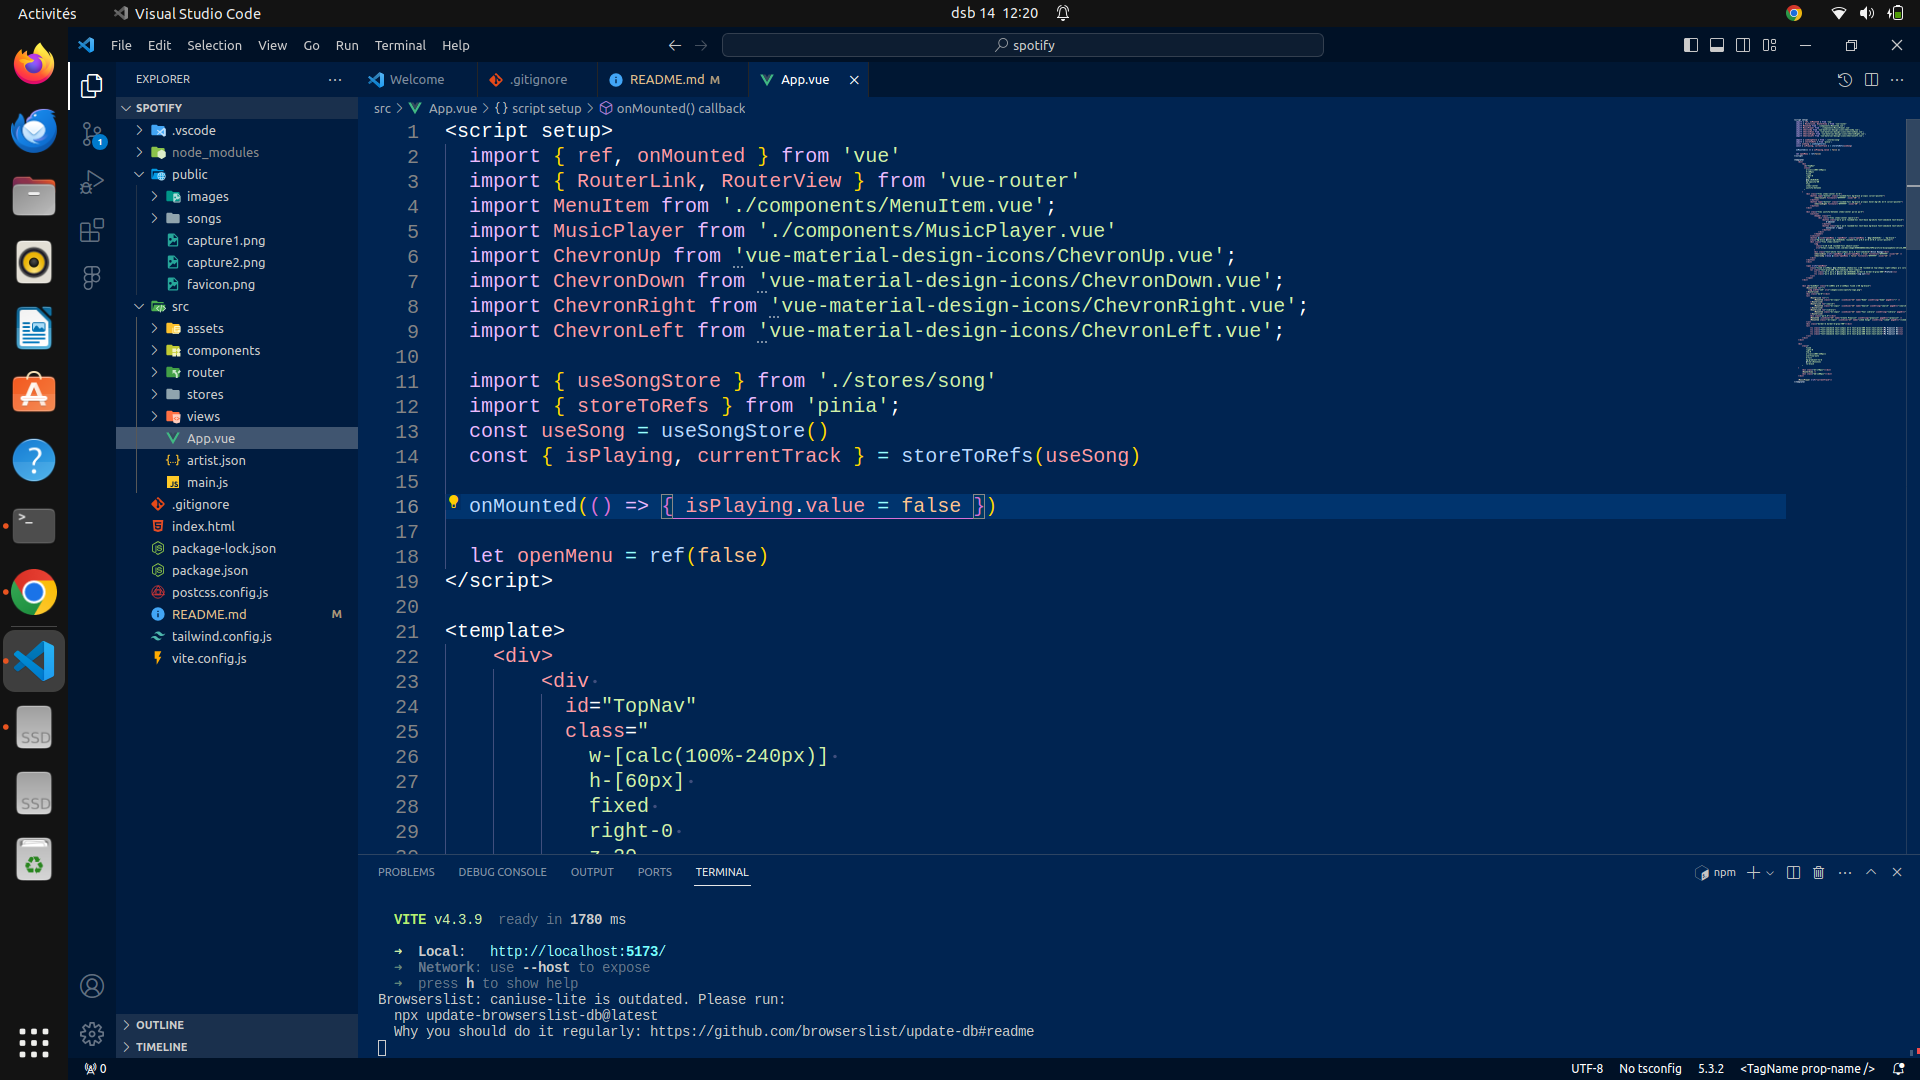 Activités
Visual Studio Code
dsb 14 12:20
File Edit Selection View Go Run Terminal Help
spotify
EXPLORER
SPOTIFY
.vscode
node_modules
public
images
songs
capture1.png
capture2.png
favicon.png
src
assets
components
router
stores
views
App.vue
artist.json
main.js
.gitignore
index.html
package-lock.json
package.json
postcss.config.js
README.md M
tailwind.config.js
vite.config.js
OUTLINE
TIMELINE
Welcome .gitignore README.md M App.vue
src > App.vue > {} script setup > onMounted() callback
1 <script setup>
2 import { ref, onMounted } from 'vue'
3 import { RouterLink, RouterView } from 'vue-router'
4 import MenuItem from './components/MenuItem.vue';
5 import MusicPlayer from './components/MusicPlayer.vue'
6 import ChevronUp from 'vue-material-design-icons/ChevronUp.vue';
7 import ChevronDown from 'vue-material-design-icons/ChevronDown.vue';
8 import ChevronRight from 'vue-material-design-icons/ChevronRight.vue';
9 import ChevronLeft from 'vue-material-design-icons/ChevronLeft.vue';
10
11 import { useSongStore } from './stores/song'
12 import { storeToRefs } from 'pinia';
13 const useSong = useSongStore()
14 const { isPlaying, currentTrack } = storeToRefs(useSong)
15
16 onMounted(() => { isPlaying.value = false })
17
18 let openMenu = ref(false)
19 </script>
20
21 <template>
22 <div>
23 <div
24 id="TopNav"
25 class="
26 w-[calc(100%-240px)]
27 h-[60px]
28 fixed
29 right-0
30 z-20
PROBLEMS DEBUG CONSOLE OUTPUT PORTS TERMINAL
npm
VITE v4.3.9 ready in 1780 ms
➜ Local: http://localhost:5173/
➜ Network: use --host to expose
➜ press h to show help
Browserslist: caniuse-lite is outdated. Please run:
npx update-browserslist-db@latest
Why you should do it regularly: https://github.com/browserslist/update-db#readme
1
SSD
SSD
0
UTF-8 No tsconfig 5.3.2 <TagName prop-name />